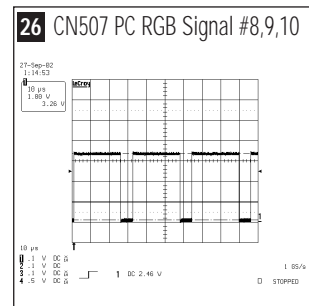 26 CN507 PC RGB Signal #8,9,10
27-Sep-02
1:14:53
1
10 µs
1.00 V
3.26 V
LeCroy
1
10 µs
1 .1 V DC
2 .1 V DC
3 .1 V DC
4 .5 V DC
1 DC 2.46 V
1 GS/s
STOPPED